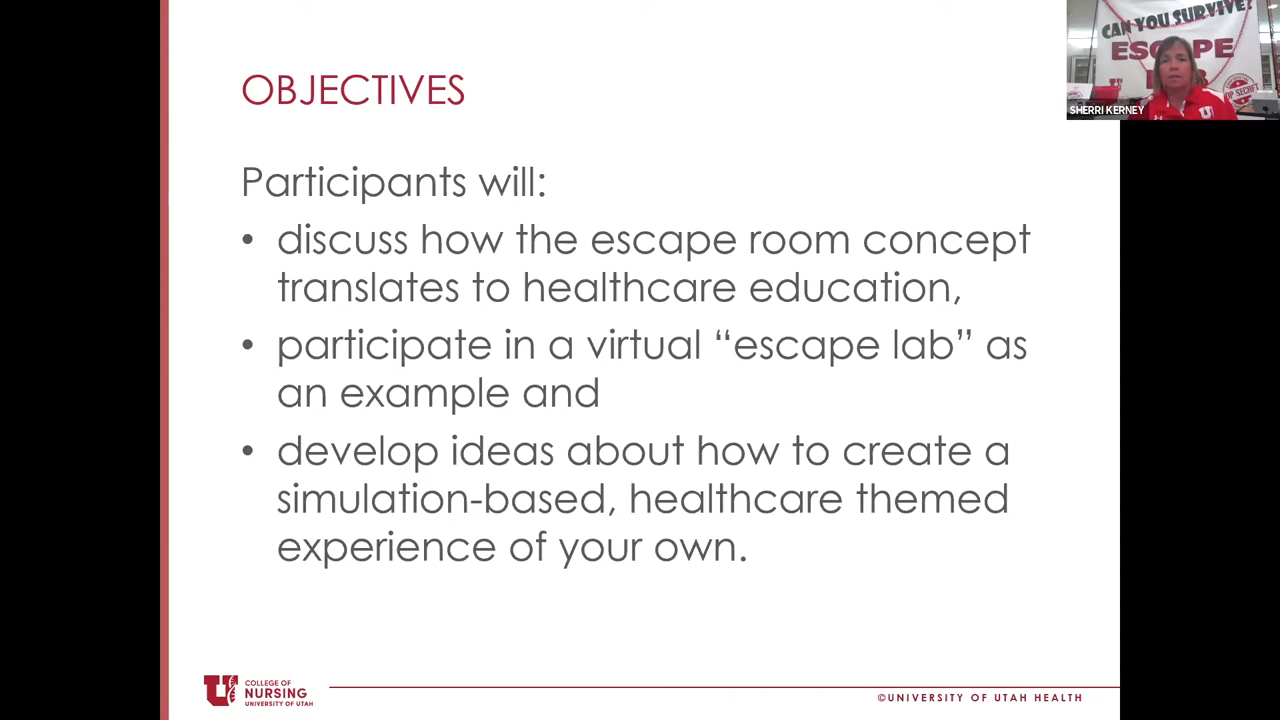 OBJECTIVES
Participants will:
• discuss how the escape room concept
translates to healthcare education,
• participate in a virtual “escape lab” as
an example and
• develop ideas about how to create a
simulation-based, healthcare themed
experience of your own.
CAN YOU SURVIVE?
ESCAPE
SHERRI KERNEY
U
COLLEGE OF
NURSING
UNIVERSITY OF UTAH
©UNIVERSITY OF UTAH HEALTH